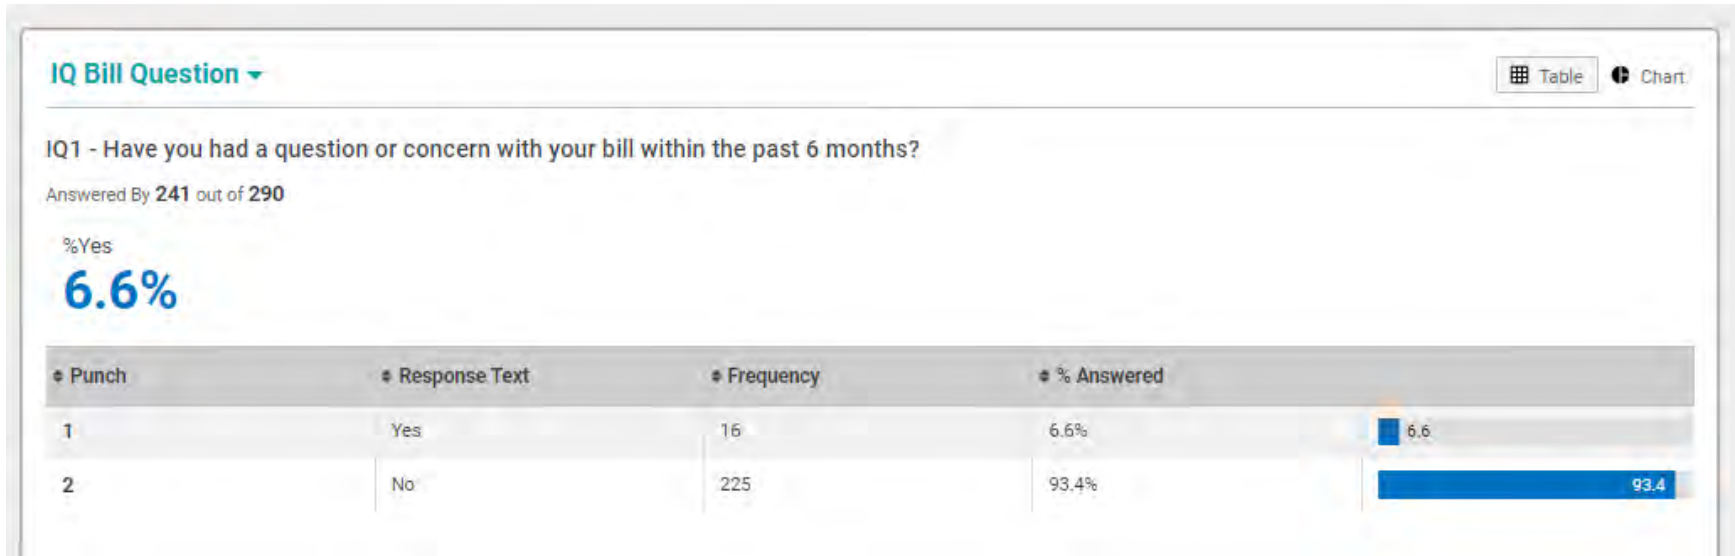 IQ Bill Question
Table Chart
IQ1 - Have you had a question or concern with your bill within the past 6 months?
Answered By 241 out of 290
%Yes
6.6%
Punch Response Text Frequency % Answered
1 Yes 16 6.6% 6.6
2 No 225 93.4% 93.4